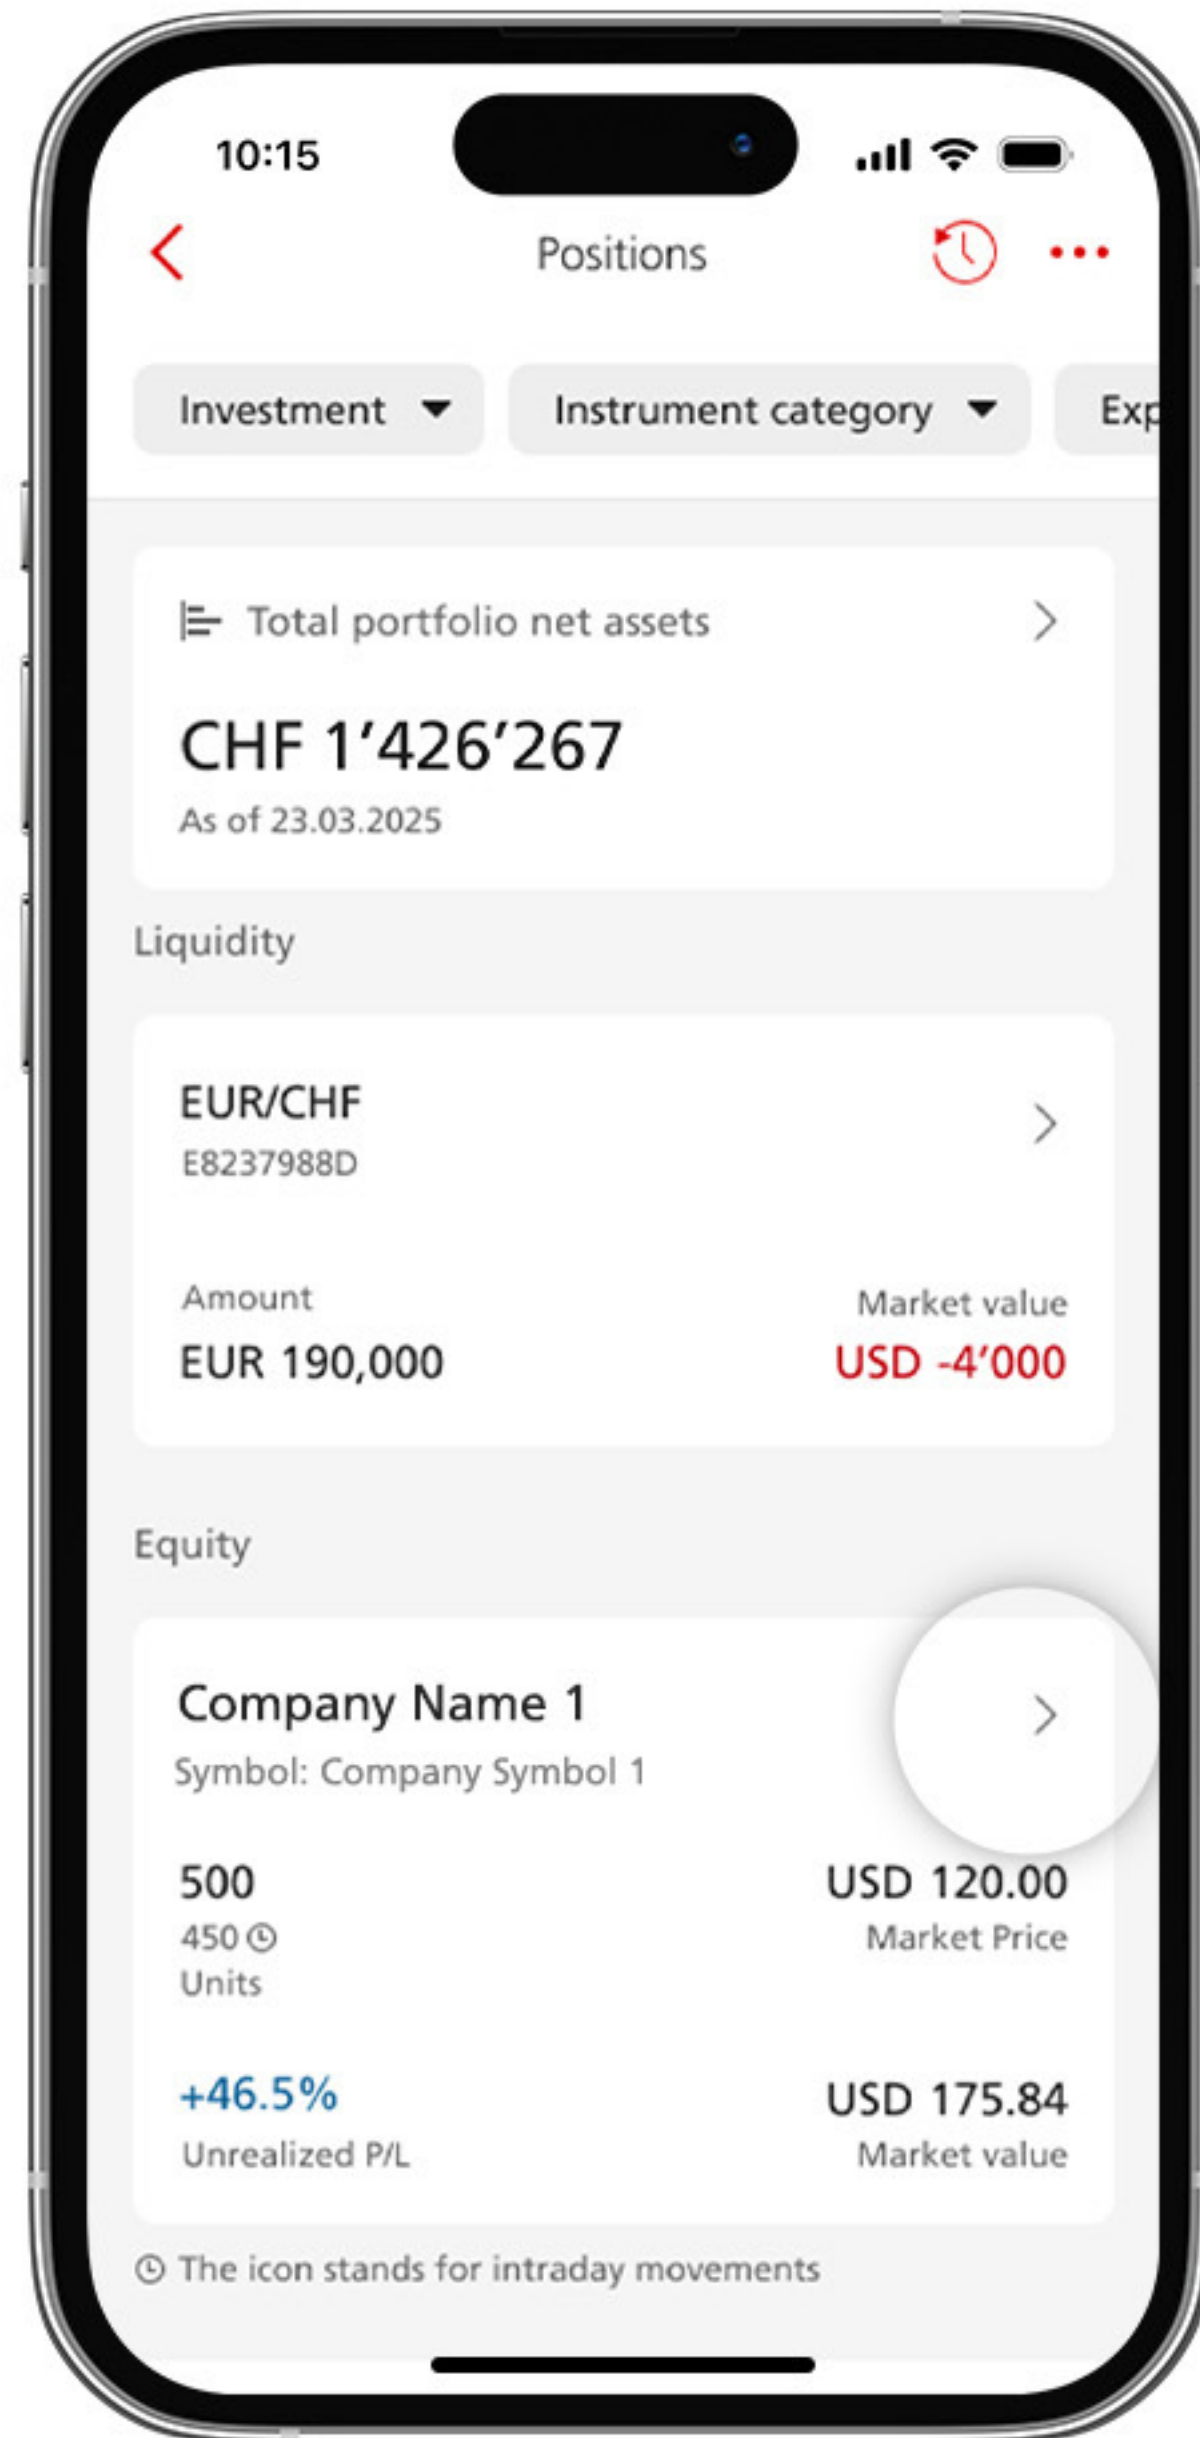 10:15
Positions
Investment
Instrument category
Exp
Total portfolio net assets
CHF 1’426’267
As of 23.03.2025
Liquidity
EUR/CHF
E8237988D
Amount
Market value
EUR 190,000
USD -4’000
Equity
Company Name 1
Symbol: Company Symbol 1
500
USD 120.00
450
Market Price
Units
+46.5%
USD 175.84
Unrealized P/L
Market value
The icon stands for intraday movements